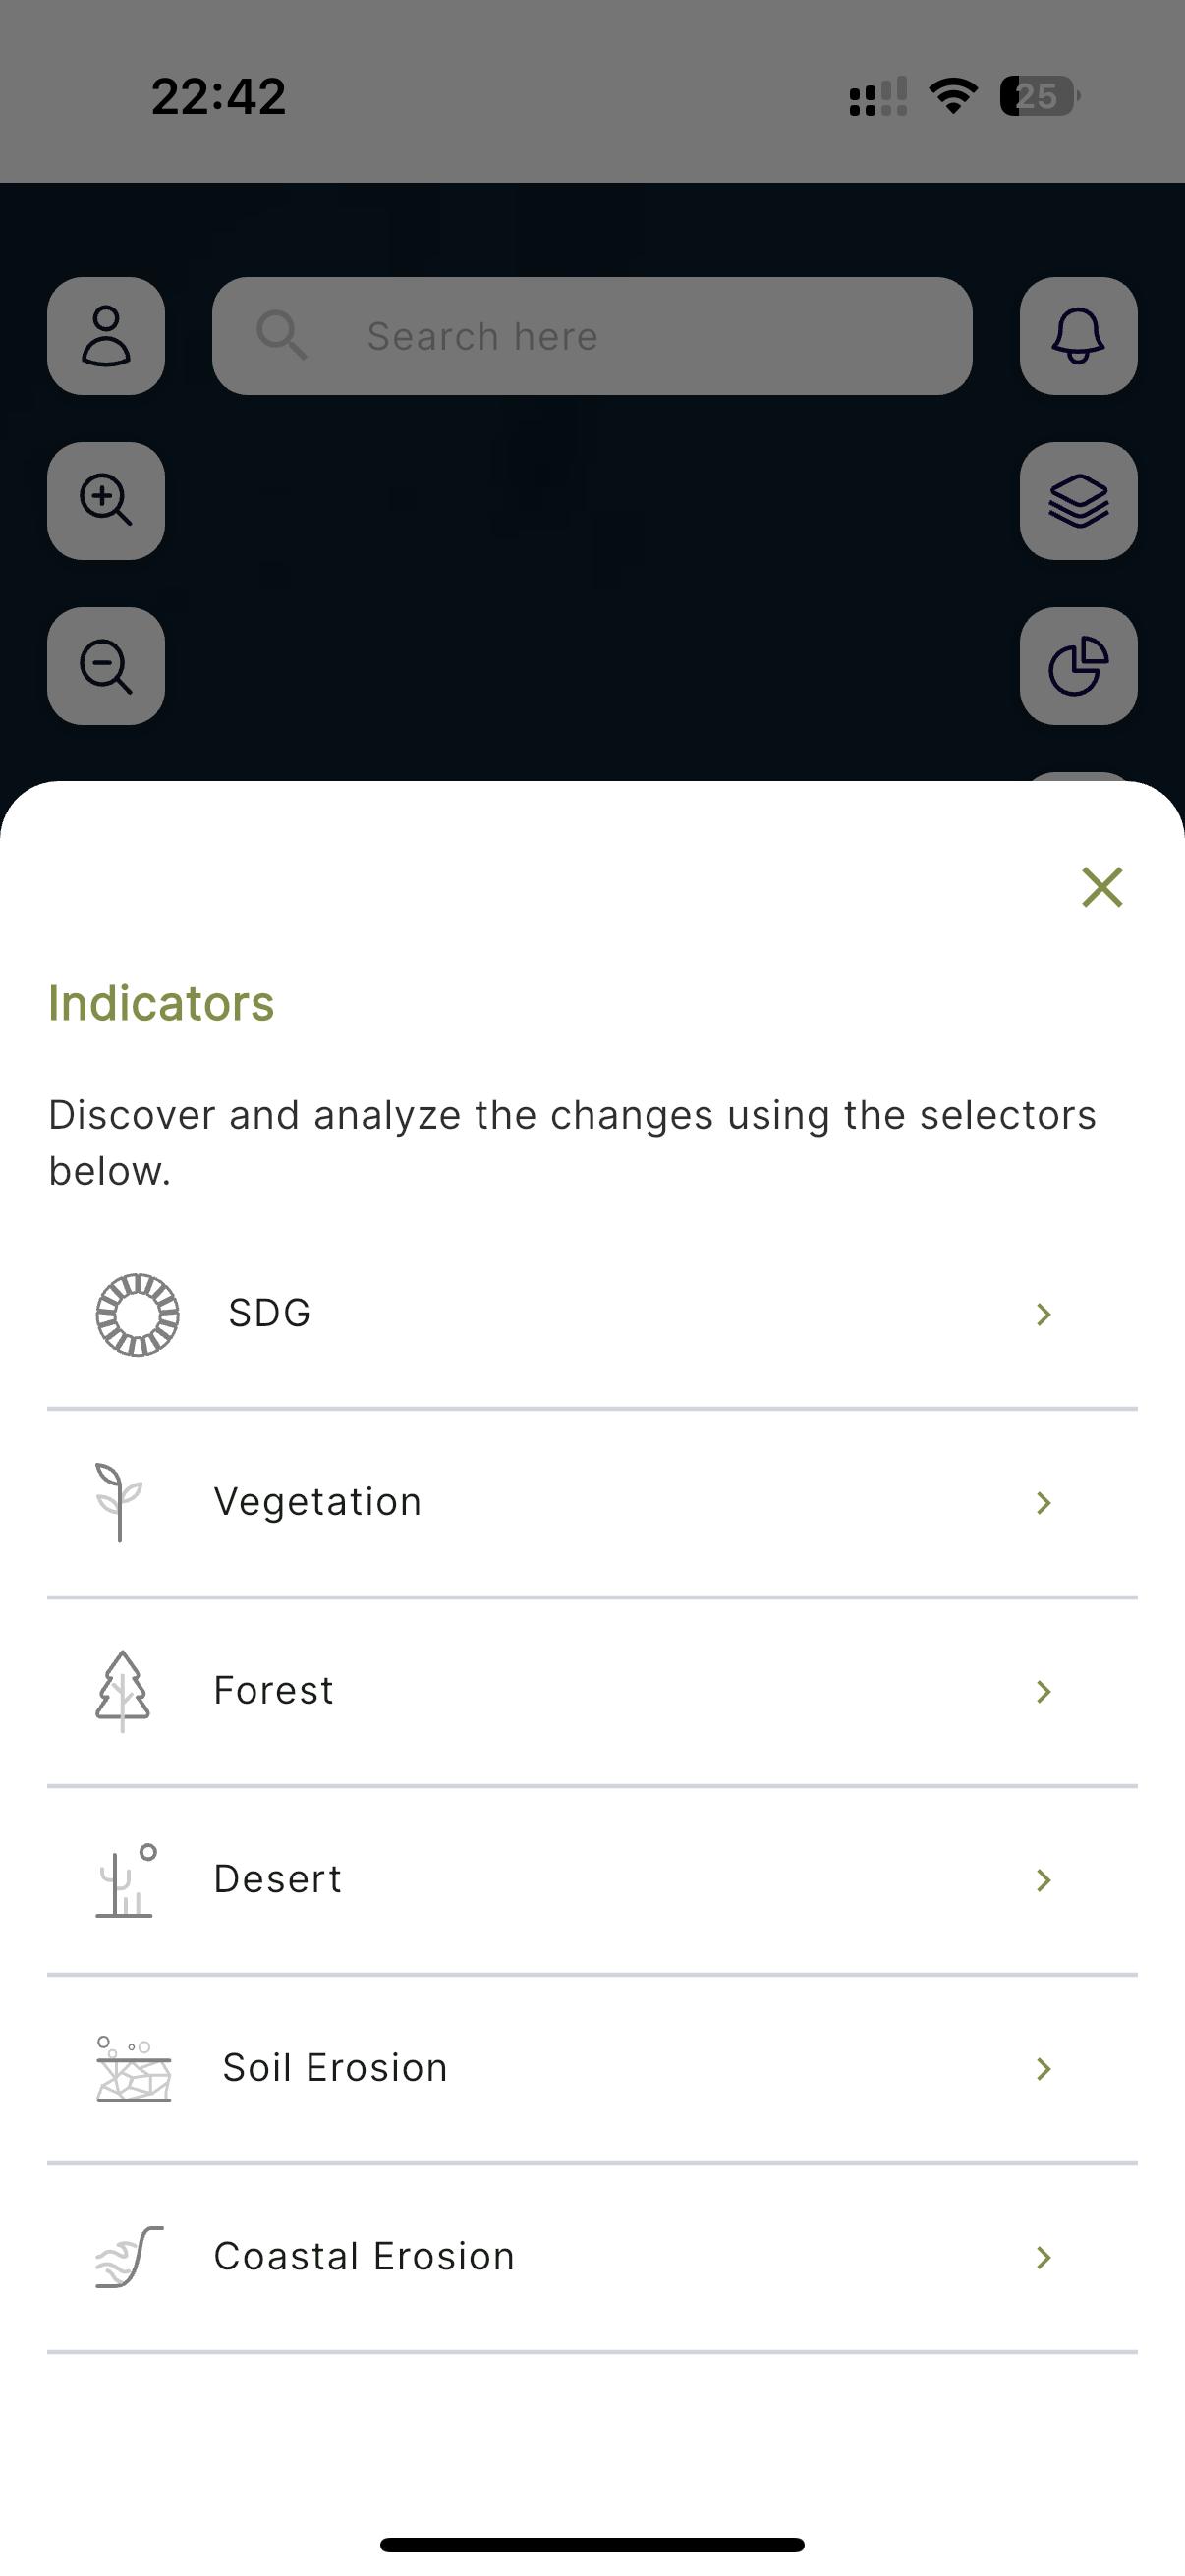 22:42
25
Search here
Indicators
Discover and analyze the changes using the selectors
below.
SDG
Vegetation
Forest
Desert
Soil Erosion
Coastal Erosion